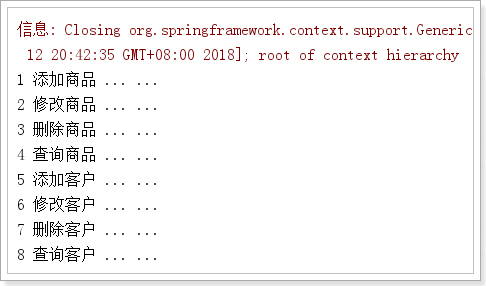 信息: Closing org.springframework.context.support.Generic
12 20:42:35 GMT+08:00 2018]; root of context hierarchy
1 添加商品 ... ...
2 修改商品 ... ...
3 删除商品 ... ...
4 查询商品 ... ...
5 添加客户 ... ...
6 修改客户 ... ...
7 删除客户 ... ...
8 查询客户 ... ...